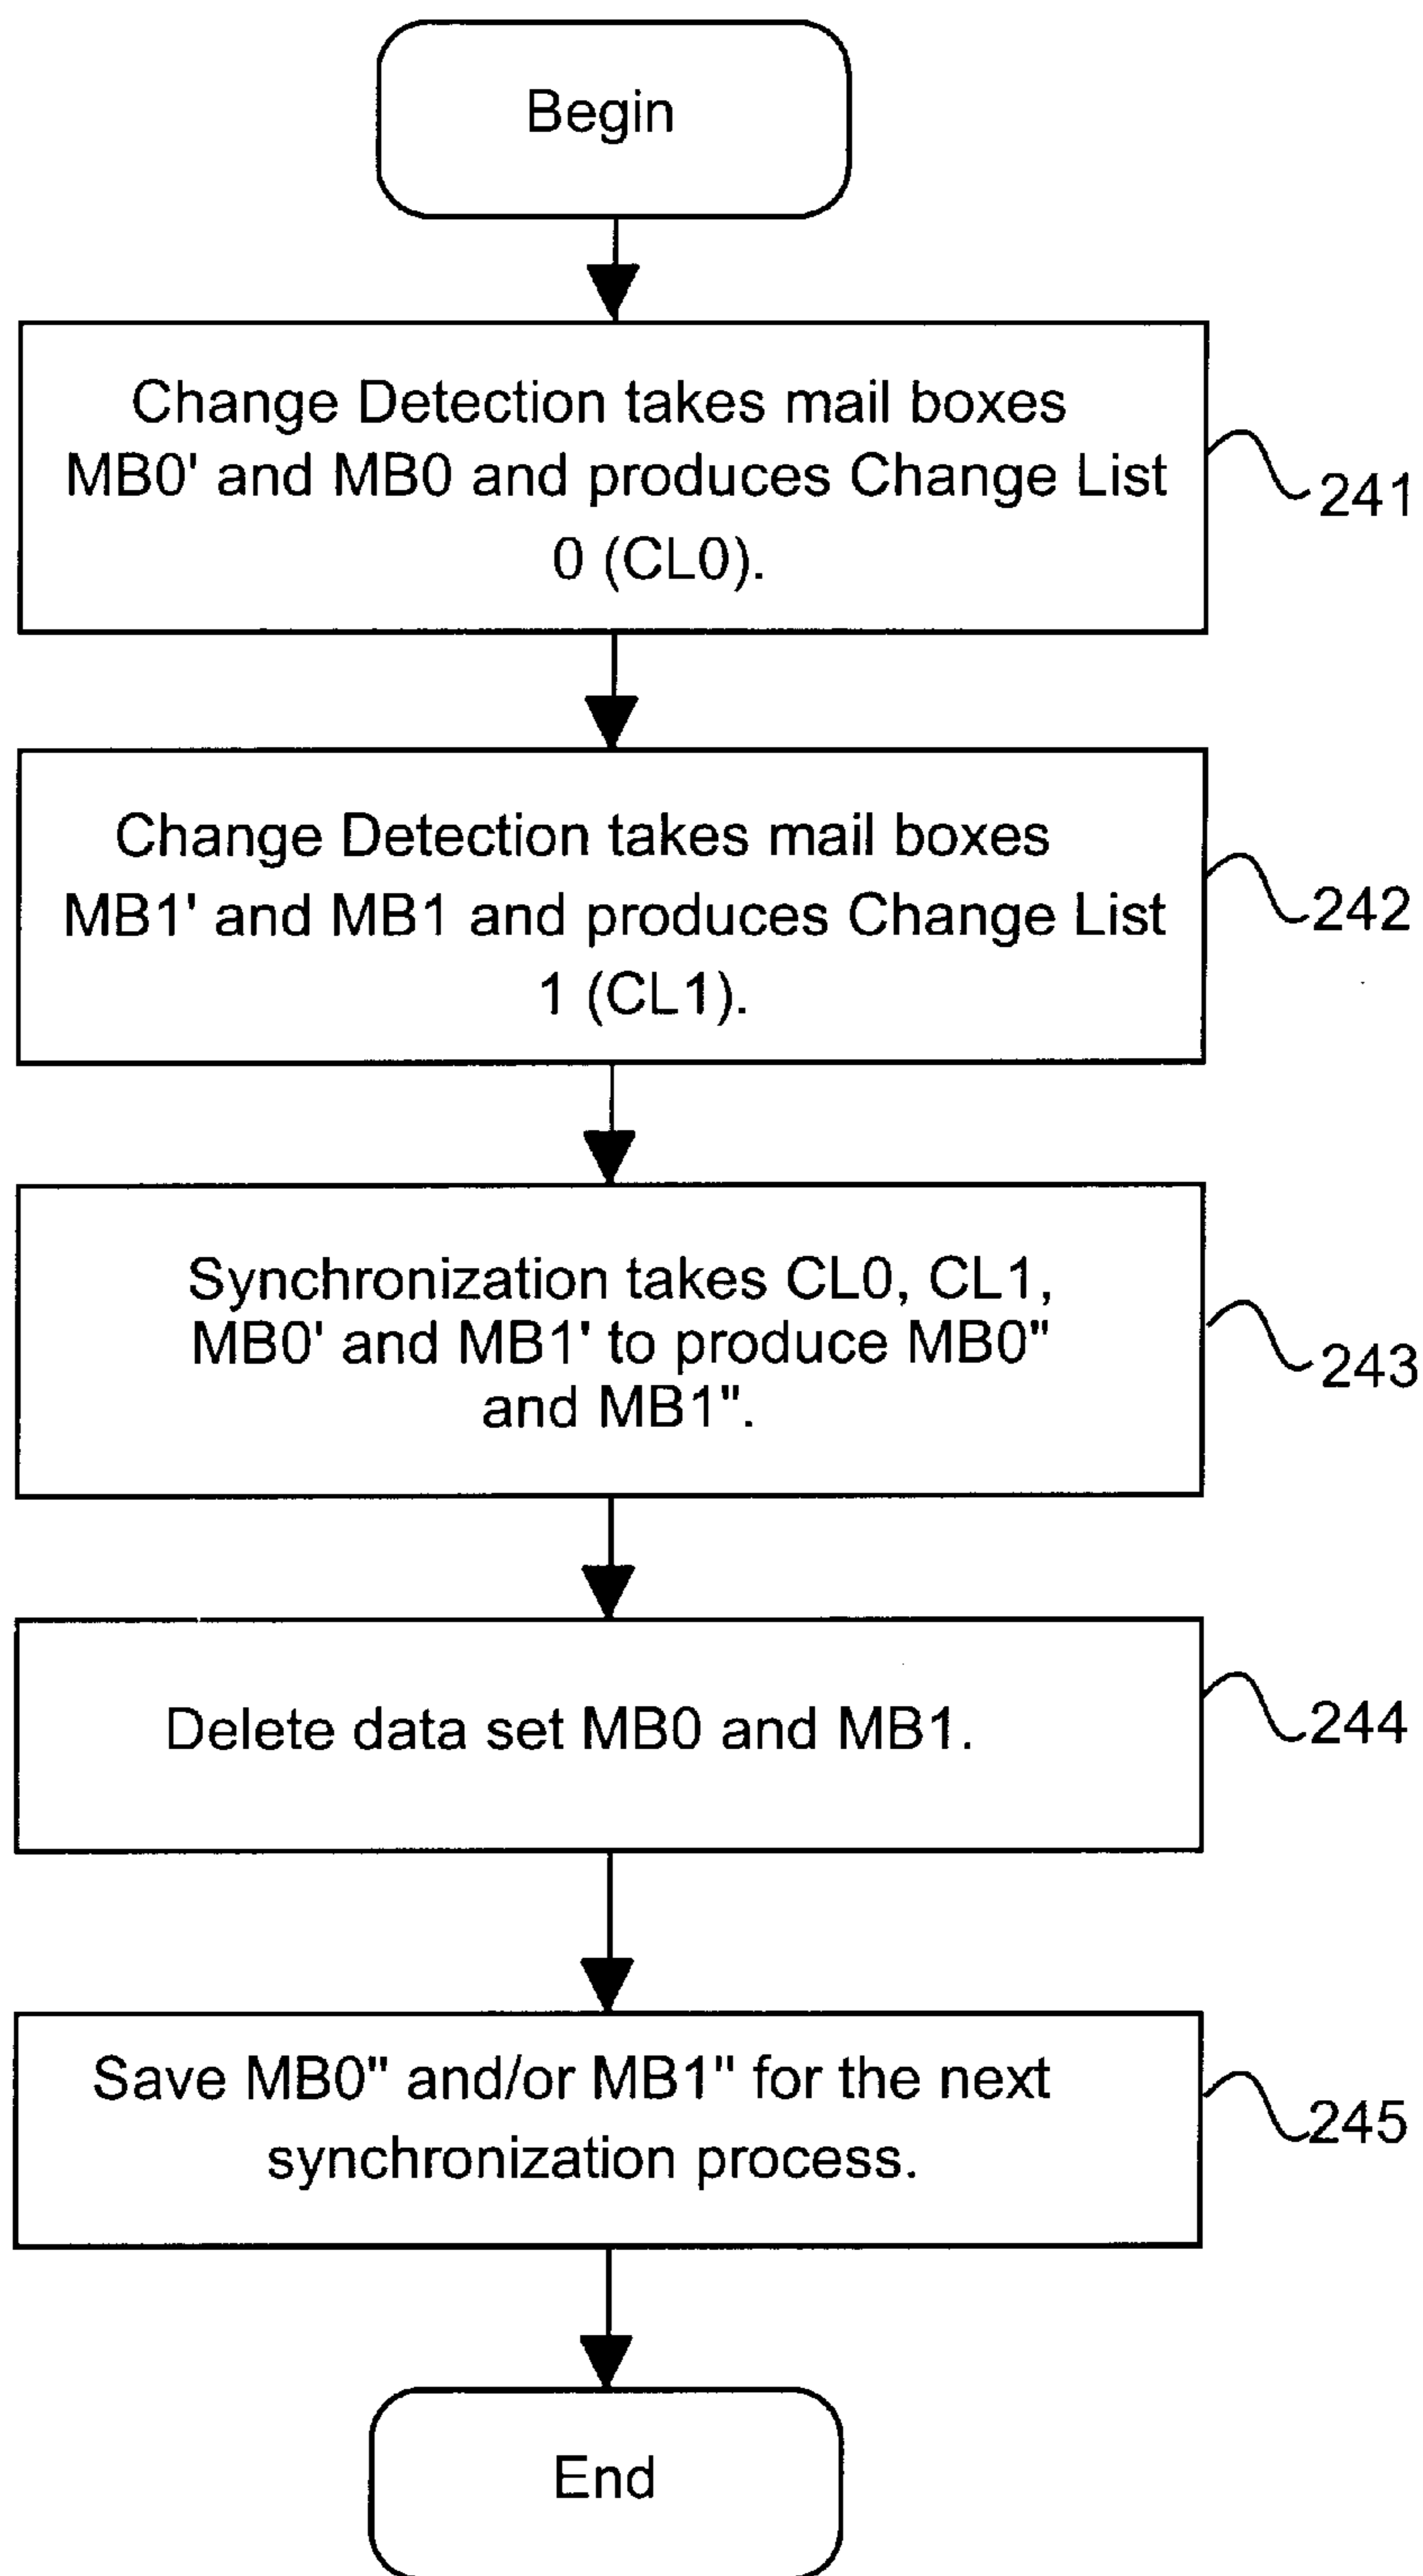 Begin
Change Detection takes mail boxes
MB0' and MB0 and produces Change List
0 (CL0).
241
Change Detection takes mail boxes
MB1' and MB1 and produces Change List
1 (CL1).
242
Synchronization takes CL0, CL1,
MB0' and MB1' to produce MB0"
and MB1".
243
Delete data set MB0 and MB1.
244
Save MB0" and/or MB1" for the next
synchronization process.
245
End